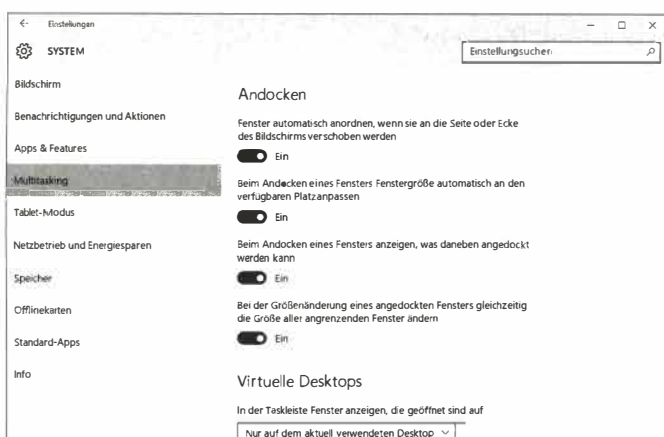 Einstellungen
SYSTEM
Einstellungsuchen
Bildschirm
Benachrichtigungen und Aktionen
Apps & Features
Multitasking
Tablet-Modus
Netzbetrieb und Energiesparen
Speicher
Offlinekarten
Standard-Apps
Info
Andocken
Fenster automatisch anordnen, wenn sie an die Seite oder Ecke
des Bildschirms verschoben werden
Ein
Beim Andocken eines Fensters Fenstergröße automatisch an den
verfügbaren Platz anpassen
Ein
Beim Andocken eines Fensters anzeigen, was daneben angedockt
werden kann
Ein
Bei der Größenänderung eines angedockten Fensters gleichzeitig
die Größe aller angrenzenden Fenster ändern
Ein
Virtuelle Desktops
In der Taskleiste Fenster anzeigen, die geöffnet sind auf
Nur auf dem aktuell verwendeten Desktop